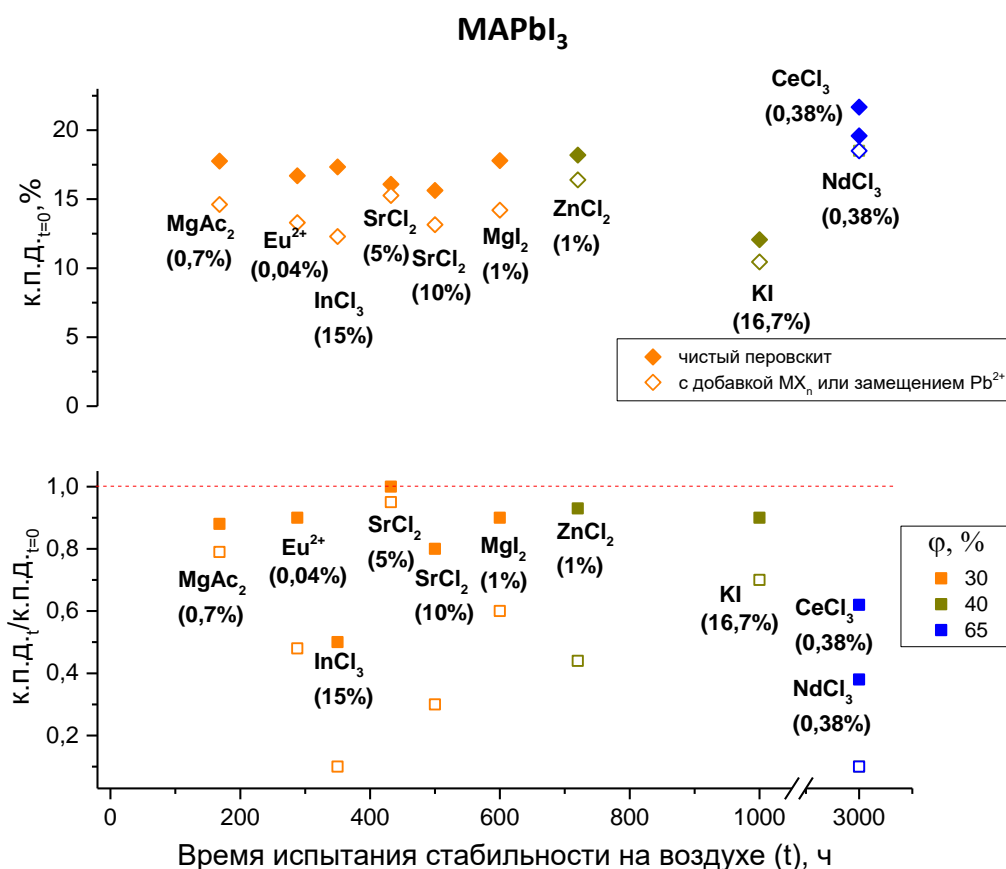 MAPbI₃
к.п.д.ₜ₌₀, %
20
15
10
5
0
MgAc₂
(0,7%)
Eu²⁺
(0,04%)
InCl₃
(15%)
SrCl₂
(5%)
SrCl₂
(10%)
MgI₂
(1%)
ZnCl₂
(1%)
KI
(16,7%)
CeCl₃
(0,38%)
NdCl₃
(0,38%)
чистый перовскит
с добавкой MXₙ или замещением Pb²⁺
к.п.д.ₜ/к.п.д.ₜ₌₀
1,0
0,8
0,6
0,4
0,2
MgAc₂
(0,7%)
Eu²⁺
(0,04%)
InCl₃
(15%)
SrCl₂
(5%)
SrCl₂
(10%)
MgI₂
(1%)
ZnCl₂
(1%)
KI
(16,7%)
CeCl₃
(0,38%)
NdCl₃
(0,38%)
φ, %
30
40
65
0 200 400 600 800 1000 3000
Время испытания стабильности на воздухе (t), ч